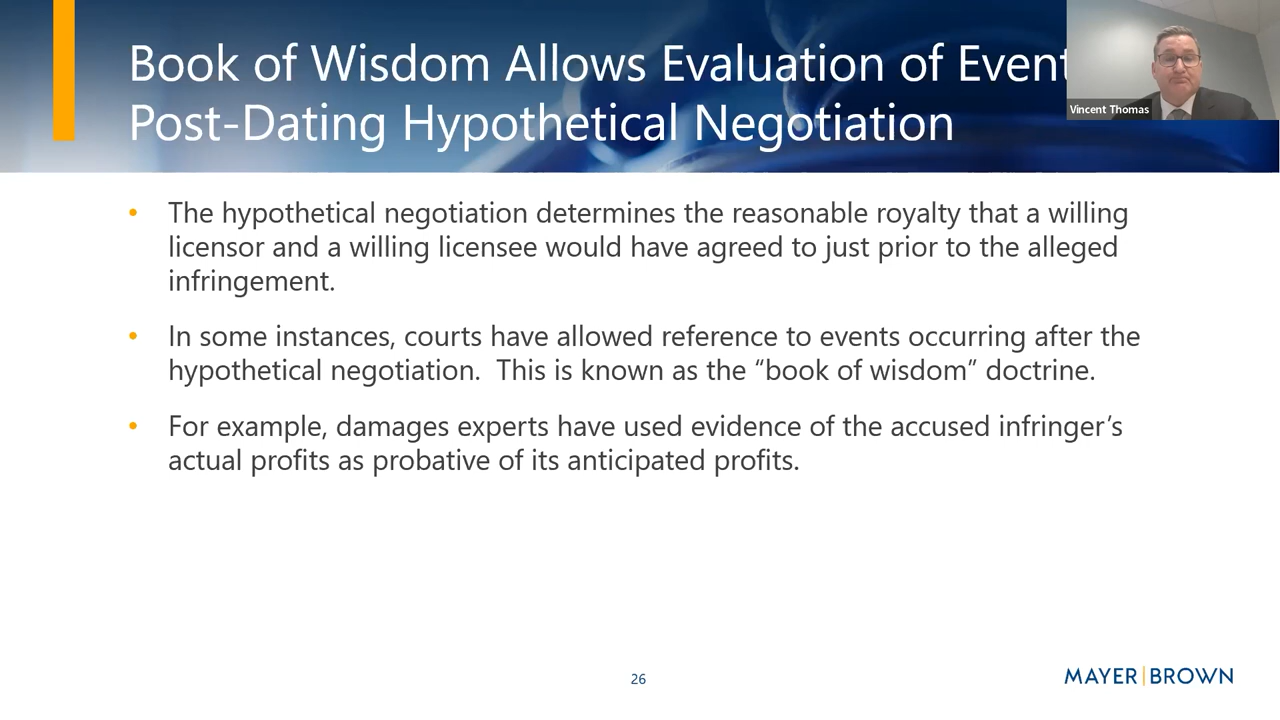 Book of Wisdom Allows Evaluation of Event
Post-Dating Hypothetical Negotiation
Vincent Thomas
• The hypothetical negotiation determines the reasonable royalty that a willing
licensor and a willing licensee would have agreed to just prior to the alleged
infringement.
• In some instances, courts have allowed reference to events occurring after the
hypothetical negotiation.  This is known as the “book of wisdom” doctrine.
• For example, damages experts have used evidence of the accused infringer’s
actual profits as probative of its anticipated profits.
26
MAYER|BROWN